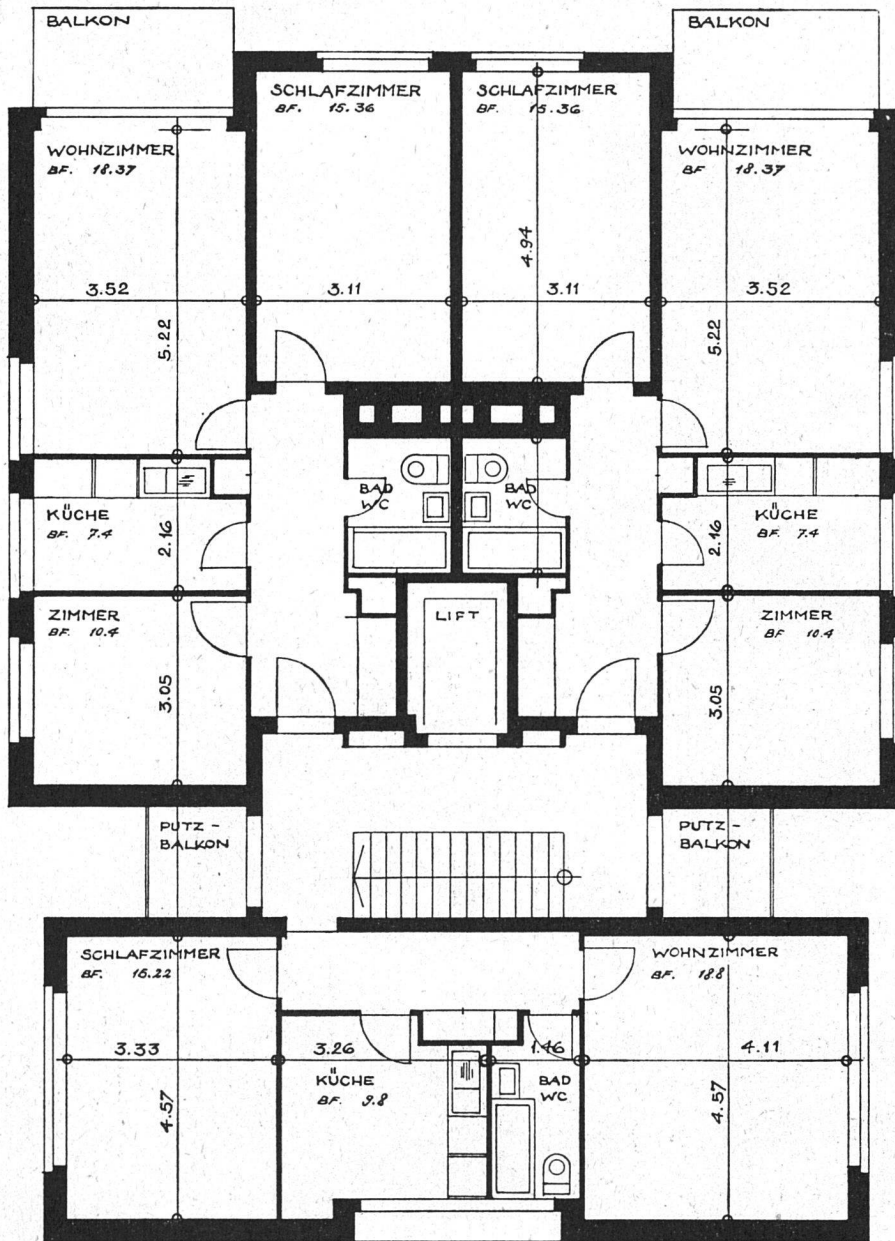 BALKON
BALKON
SCHLAFZIMMER
BF. 15.36
SCHLAFZIMMER
BF. 15.36
WOHNZIMMER
BF. 18.37
WOHNZIMMER
BF 18.37
4.94
3.52
3.11
3.11
3.52
5.22
5.22
BAD
WC
BAD
WC
KÜCHE
BF. 7.4
2.16
2.16
KÜCHE
BF. 7.4
ZIMMER
BF. 10.4
LIFT
ZIMMER
BF 10.4
3.05
3.05
PUTZ-
BALKON
PUTZ-
BALKON
SCHLAFZIMMER
BF. 15.22
WOHNZIMMER
BF. 18.8
3.33
3.26
1.46
4.11
KÜCHE
BF. 9.8
BAD
WC
4.57
4.57